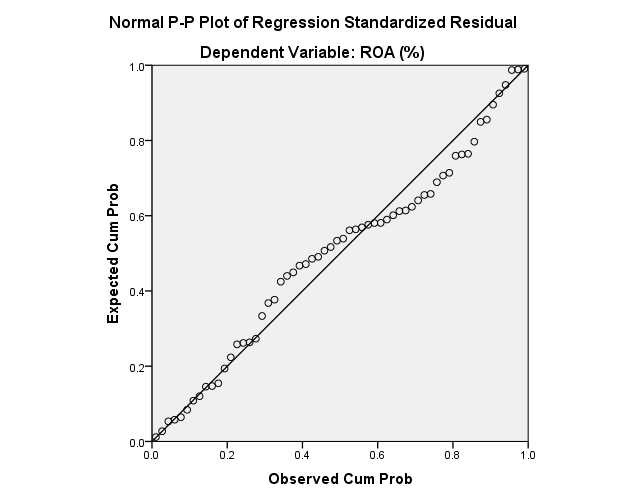 Normal P-P Plot of Regression Standardized Residual
Dependent Variable: ROA (%)
1.0
0.8
0.6
0.4
0.2
0.0
Expected Cum Prob
0.0 0.2 0.4 0.6 0.8 1.0
Observed Cum Prob